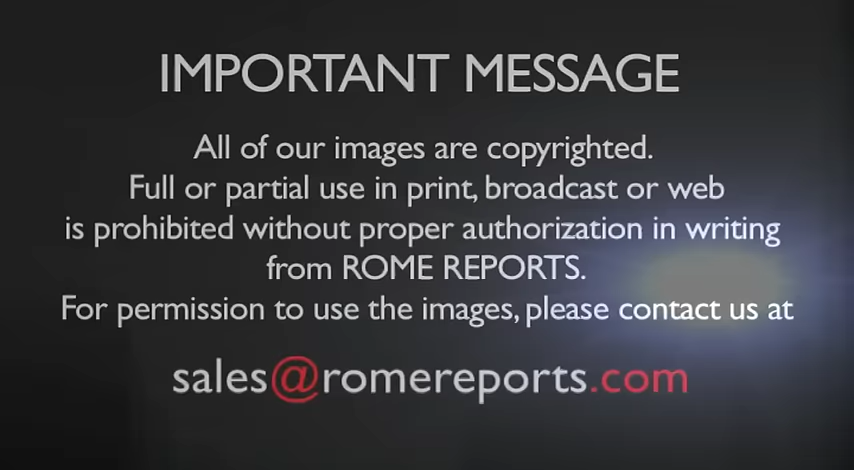 IMPORTANT MESSAGE
All of our images are copyrighted.
Full or partial use in print, broadcast or web
is prohibited without proper authorization in writing
from ROME REPORTS.
For permission to use the images, please contact us at
sales@romereports.com